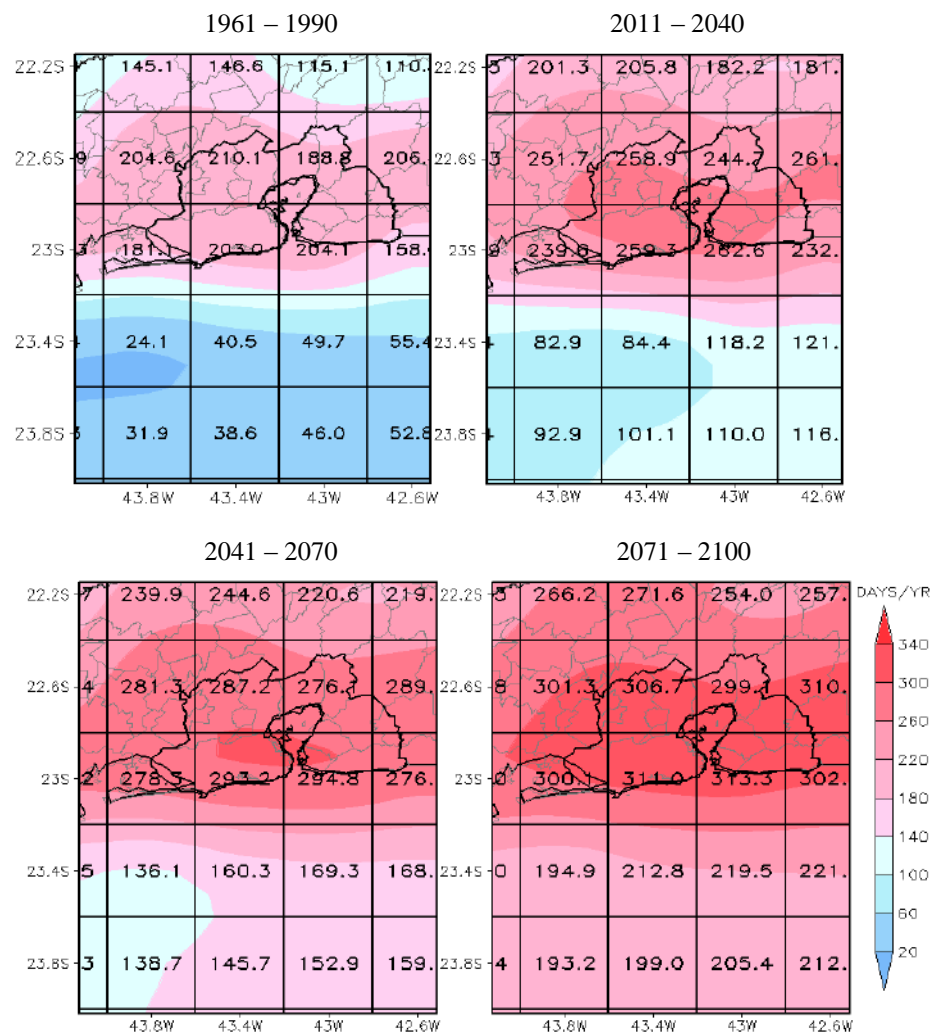 1961 – 1990 2011 – 2040
22.2S 145.1 146.6 115.1 110. 22.2S 201.3 205.8 182.2 181.
22.6S 9 204.6 210.1 188.8 206. 22.6S 3 251.7 258.9 261.
23S 203.0 204.1 158. 23S 259.3 262.6 232.
23.4S 24.1 40.5 49.7 55.4 23.4S 82.9 84.4 118.2 121.
23.8S 31.9 38.6 46.0 52.8 23.8S 92.9 101.1 110.0 116.
43.8W 43.4W 43W 42.6W 43.8W 43.4W 43W 42.6W
2041 – 2070 2071 – 2100
22.2S 7 239.9 244.6 220.6 219. 22.2S 266.2 271.6 254.0 257. DAYS/YR
22.6S 4 281.3 287.2 276. 289. 22.6S 8 301.3 306.7 299.1 310.
23S 2 278.3 293.2 294.8 276. 23S 0 300.1 311.0 313.3 302.
23.4S 5 136.1 160.3 169.3 168. 23.4S 0 194.9 212.8 219.5 221.
23.8S 3 138.7 145.7 152.9 159. 23.8S 4 193.2 199.0 205.4 212.
43.8W 43.4W 43W 42.6W 43.8W 43.4W 43W 42.6W
340
300
260
220
180
140
100
60
20